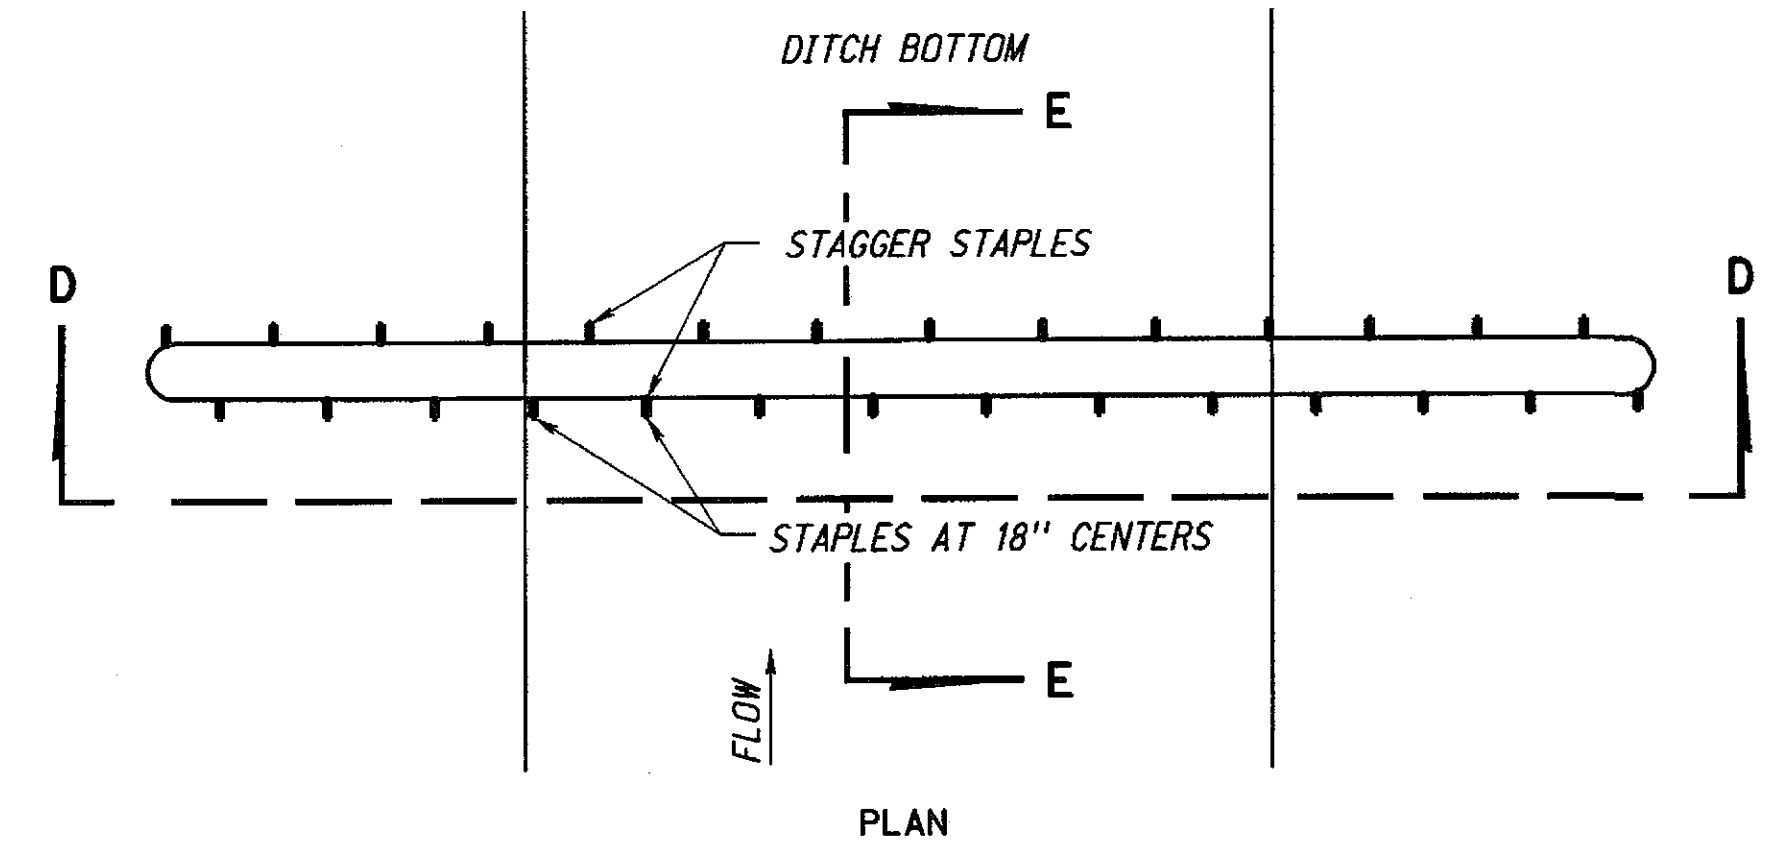 DITCH BOTTOM
E
STAGGER STAPLES
D
D
STAPLES AT 18" CENTERS
FLOW
E
PLAN